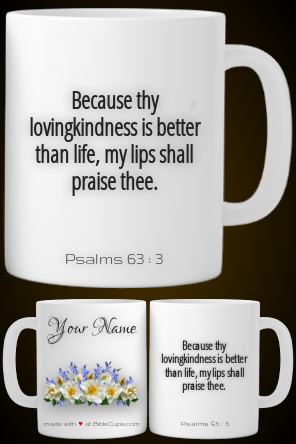 Because thy
lovingkindness is better
than life, my lips shall
praise thee.
Psalms 63 : 3
Your Name
made with ♥ at BibleCups.com
Because thy
lovingkindness is better
than life, my lips shall
praise thee.
Psalms 63 : 3